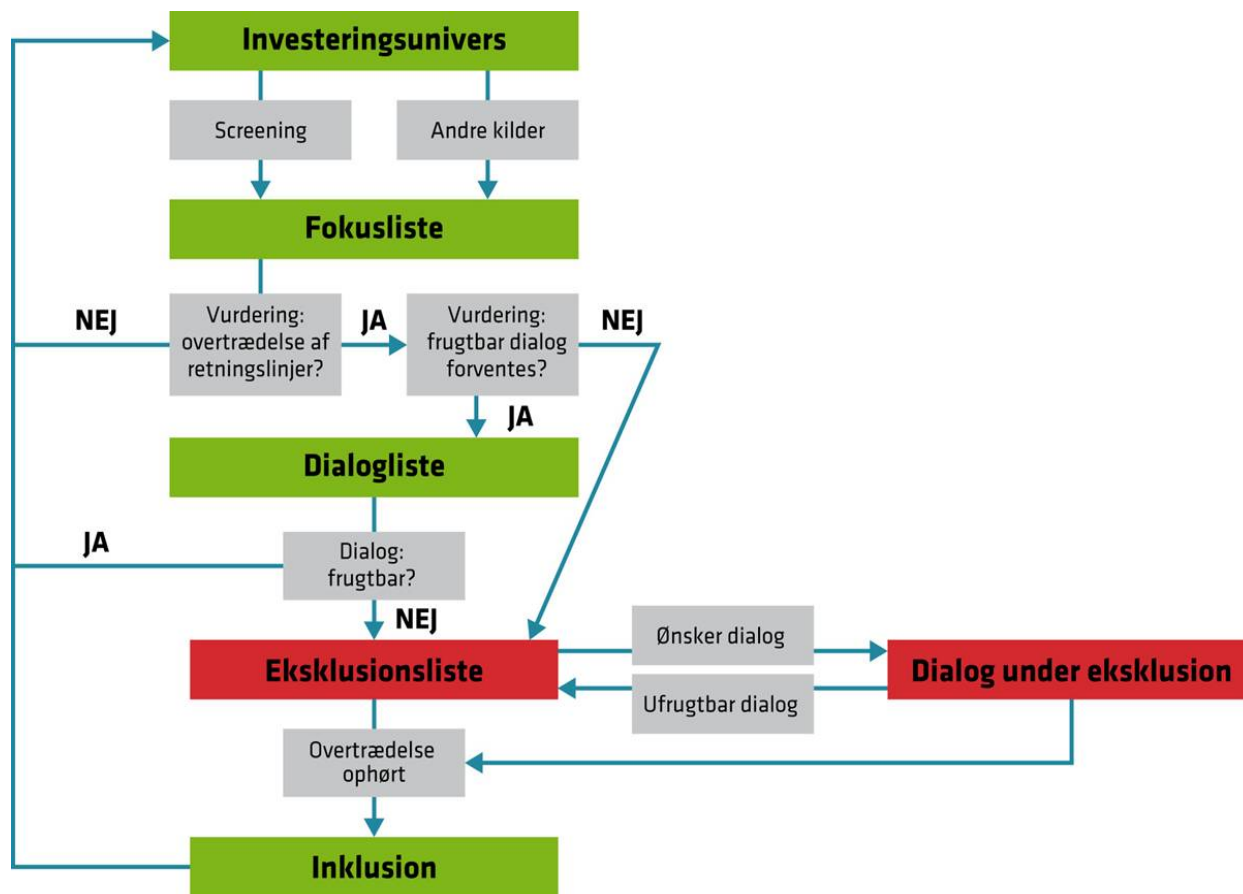 Investeringsunivers
Screening
Andre kilder
Fokusliste
NEJ
Vurdering:
overtrædelse af
retningslinjer?
JA
Vurdering:
frugtbar dialog
forventes?
NEJ
JA
Dialogliste
JA
Dialog:
frugtbar?
NEJ
Eksklusionsliste
Ønsker dialog
Ufrugtbar dialog
Dialog under eksklusion
Overtrædelse
ophørt
Inklusion